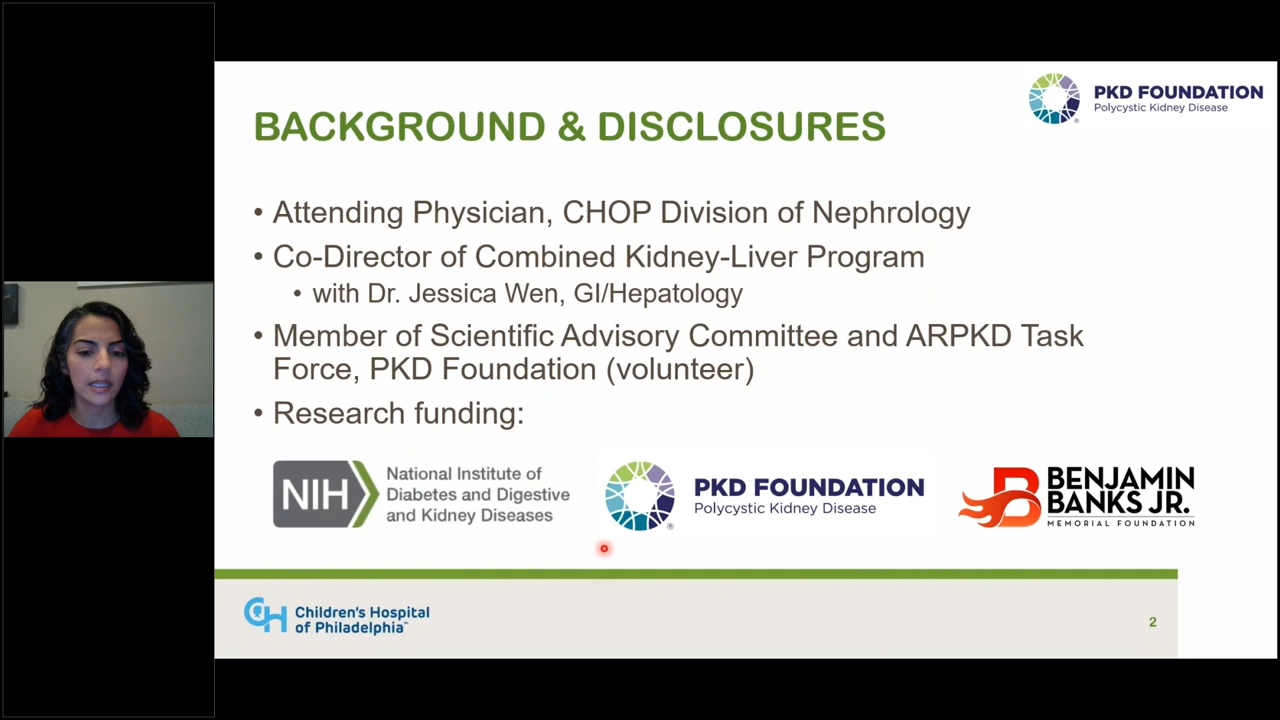 PKD FOUNDATION
Polycystic Kidney Disease
BACKGROUND & DISCLOSURES
• Attending Physician, CHOP Division of Nephrology
• Co-Director of Combined Kidney-Liver Program
• with Dr. Jessica Wen, GI/Hepatology
• Member of Scientific Advisory Committee and ARPKD Task
Force, PKD Foundation (volunteer)
• Research funding:
NIH
National Institute of
Diabetes and Digestive
and Kidney Diseases
PKD FOUNDATION
Polycystic Kidney Disease
®
B
BENJAMIN
BANKS JR.
MEMORIAL FOUNDATION
CH
Children's Hospital
of Philadelphia™
2